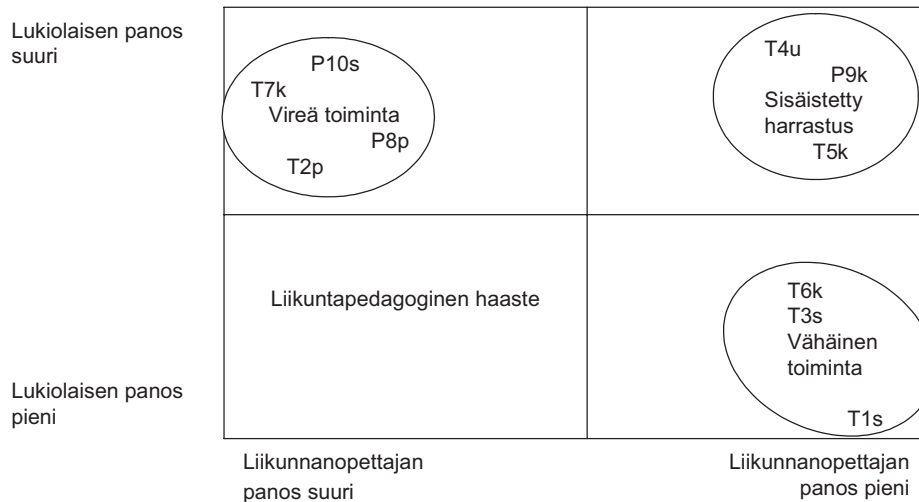 Lukiolaisen panos
suuri
P10s
T7k
Vireä toiminta
P8p
T2p
T4u
P9k
Sisäistetty
harrastus
T5k
Liikuntapedagoginen haaste
T6k
T3s
Vähäinen
toiminta
T1s
Lukiolaisen panos
pieni
Liikunnanopettajan
panos suuri
Liikunnanopettajan
panos pieni